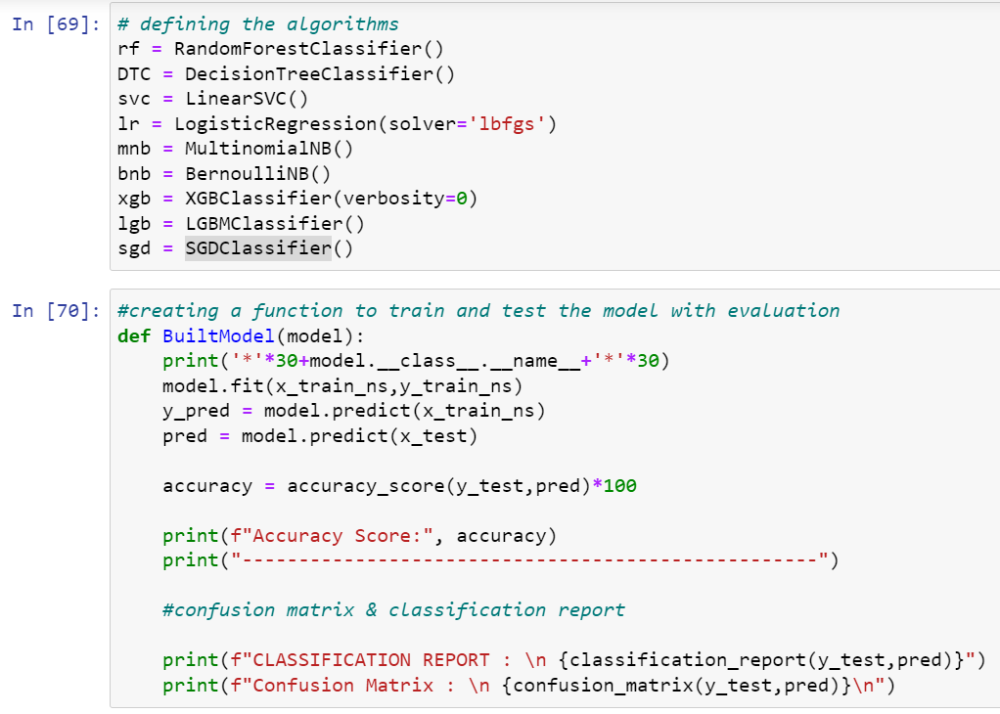 In [69]: # defining the algorithms
rf = RandomForestClassifier()
DTC = DecisionTreeClassifier()
svc = LinearSVC()
lr = LogisticRegression(solver='lbfgs')
mnb = MultinomialNB()
bnb = BernoulliNB()
xgb = XGBClassifier(verbosity=0)
lgb = LGBMClassifier()
sgd = SGDClassifier()
In [70]: #creating a function to train and test the model with evaluation
def BuiltModel(model):
    print('*'*30+model.__class__.__name__+'*'*30)
    model.fit(x_train_ns,y_train_ns)
    y_pred = model.predict(x_train_ns)
    pred = model.predict(x_test)
    accuracy = accuracy_score(y_test,pred)*100
    print(f"Accuracy Score:", accuracy)
    print("---------------------------------------------------")
    #confusion matrix & classification report
    print(f"CLASSIFICATION REPORT : \n {classification_report(y_test,pred)}")
    print(f"Confusion Matrix : \n {confusion_matrix(y_test,pred)}\n")